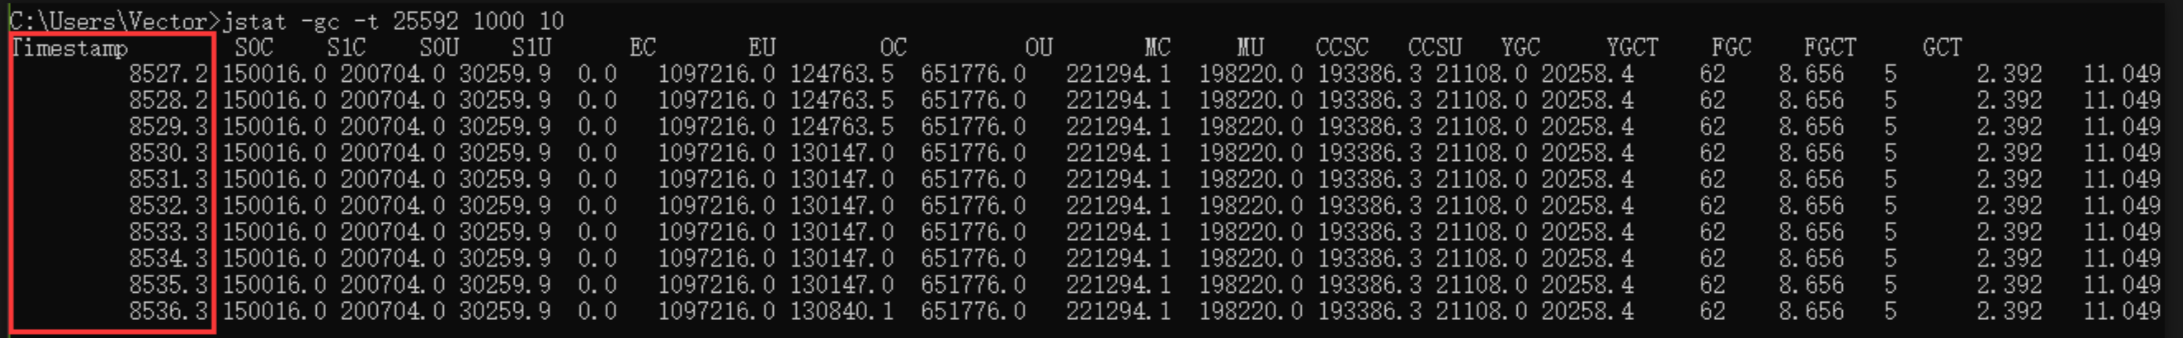 C:\Users\Vector>jstat -gc -t 25592 1000 10
Timestamp S0C S1C S0U S1U EC EU OC OU MC MU CCSC CCSU YGC YGCT FGC FGCT GCT
8527.2 150016.0 200704.0 30259.9 0.0 1097216.0 124763.5 651776.0 221294.1 198220.0 193386.3 21108.0 20258.4 62 8.656 5 2.392 11.049
8528.2 150016.0 200704.0 30259.9 0.0 1097216.0 124763.5 651776.0 221294.1 198220.0 193386.3 21108.0 20258.4 62 8.656 5 2.392 11.049
8529.3 150016.0 200704.0 30259.9 0.0 1097216.0 124763.5 651776.0 221294.1 198220.0 193386.3 21108.0 20258.4 62 8.656 5 2.392 11.049
8530.3 150016.0 200704.0 30259.9 0.0 1097216.0 130147.0 651776.0 221294.1 198220.0 193386.3 21108.0 20258.4 62 8.656 5 2.392 11.049
8531.3 150016.0 200704.0 30259.9 0.0 1097216.0 130147.0 651776.0 221294.1 198220.0 193386.3 21108.0 20258.4 62 8.656 5 2.392 11.049
8532.3 150016.0 200704.0 30259.9 0.0 1097216.0 130147.0 651776.0 221294.1 198220.0 193386.3 21108.0 20258.4 62 8.656 5 2.392 11.049
8533.3 150016.0 200704.0 30259.9 0.0 1097216.0 130147.0 651776.0 221294.1 198220.0 193386.3 21108.0 20258.4 62 8.656 5 2.392 11.049
8534.3 150016.0 200704.0 30259.9 0.0 1097216.0 130147.0 651776.0 221294.1 198220.0 193386.3 21108.0 20258.4 62 8.656 5 2.392 11.049
8535.3 150016.0 200704.0 30259.9 0.0 1097216.0 130147.0 651776.0 221294.1 198220.0 193386.3 21108.0 20258.4 62 8.656 5 2.392 11.049
8536.3 150016.0 200704.0 30259.9 0.0 1097216.0 130840.1 651776.0 221294.1 198220.0 193386.3 21108.0 20258.4 62 8.656 5 2.392 11.049